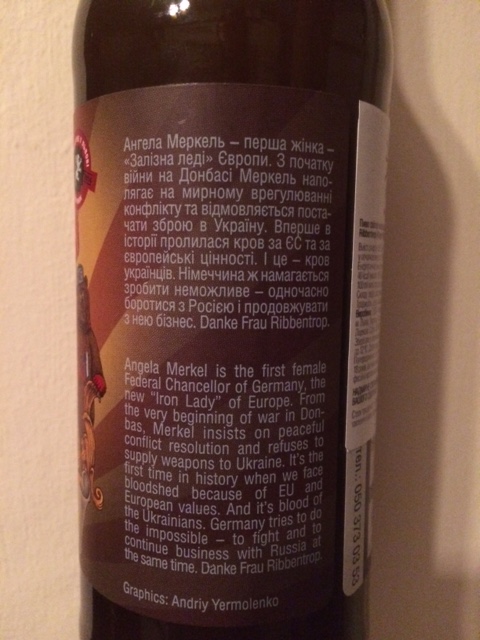 Ангела Меркель – перша жінка –
«Залізна леді» Європи. З початку
війни на Донбасі Меркель напо-
лягає на мирному врегулюванні
конфлікту та відмовляється поста-
чати зброю в Україну. Вперше в
історії пролилася кров за ЄС та за
європейські цінності. І це – кров
українців. Німеччина ж намагається
зробити неможливе – одночасно
боротися з Росією і продовжувати
з нею бізнес. Danke Frau Ribbentrop.
Angela Merkel is the first female
Federal Chancellor of Germany, the
new "Iron Lady" of Europe. From
the very beginning of war in Don-
bas, Merkel insists on peaceful
conflict resolution and refuses to
supply weapons to Ukraine. It's the
first time in history when we face
bloodshed because of EU and
European values. And it's blood of
the Ukrainians. Germany tries to do
the impossible – to fight and to
continue business with Russia at
the same time. Danke Frau Ribbentrop.
Graphics: Andriy Yermolenko
тел. 050 373 03 53